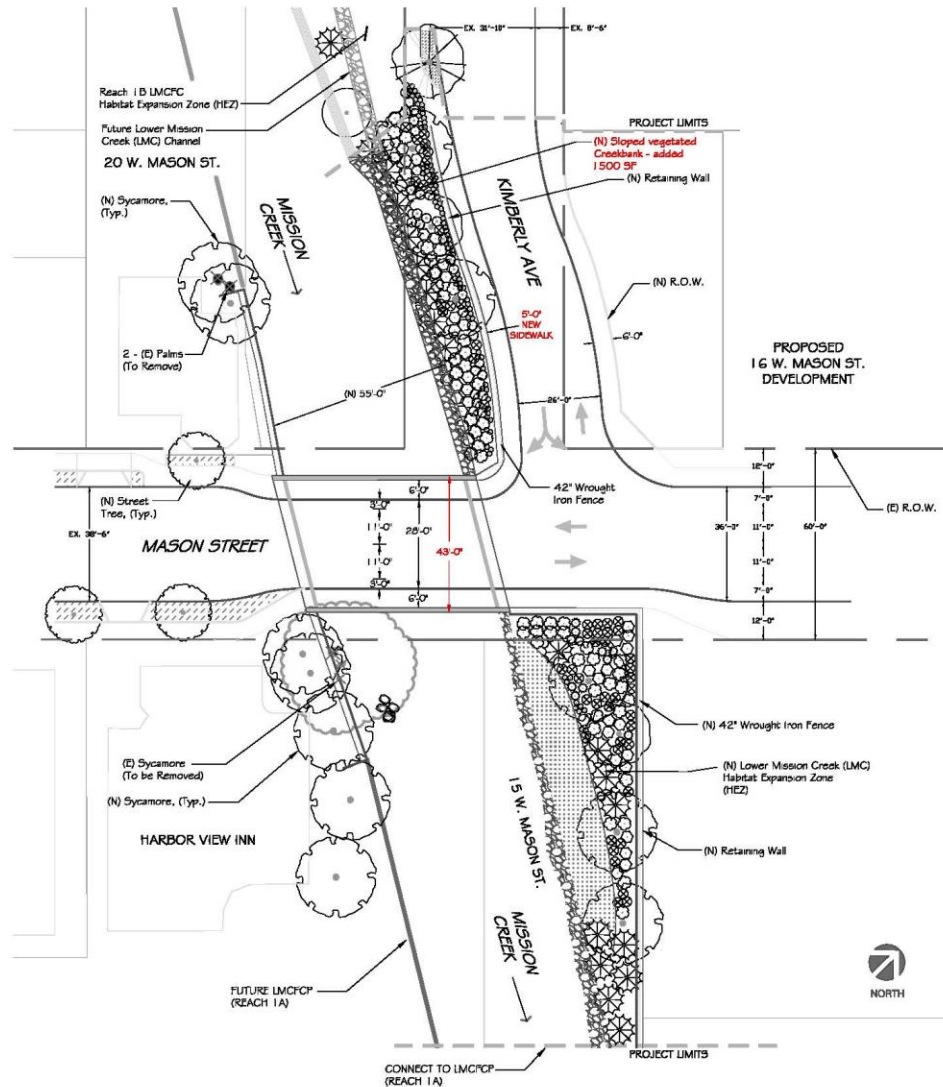 EX. 31'-10"
EX. 8'-6"
Reach 1B LMCFC
Habitat Expansion Zone (HEZ)
Future Lower Mission
Creek (LMC) Channel
20 W. MASON ST.
(N) Sycamore,
(Typ.)
MISSION
CREEK
2 - (E) Palms
(To Remove)
(N) 55'-0"
PROJECT LIMITS
(N) Sloped vegetated
Creekbank - added
1500 SF
(N) Retaining Wall
KIMBERLY AVE
(N) R.O.W.
5'-0"
NEW
SIDEWALK
6'-0"
PROPOSED
16 W. MASON ST.
DEVELOPMENT
26'-0"
42" Wrought
Iron Fence
(N) Street
Tree, (Typ.)
EX. 38'-6"
MASON STREET
6'-0"
3'-0"
11'-0"
28'-0"
43'-0"
11'-0"
3'-0"
6'-0"
12'-0"
7'-0"
36'-0"
11'-0"
60'-0"
11'-0"
7'-0"
12'-0"
(E) R.O.W.
(E) Sycamore
(To be Removed)
(N) Sycamore, (Typ.)
HARBOR VIEW INN
15 W. MASON ST.
MISSION
CREEK
(N) 42" Wrought Iron Fence
(N) Lower Mission Creek (LMC)
Habitat Expansion Zone
(HEZ)
(N) Retaining Wall
FUTURE LMCFCP
(REACH 1A)
NORTH
PROJECT LIMITS
CONNECT TO LMCFCP
(REACH 1A)